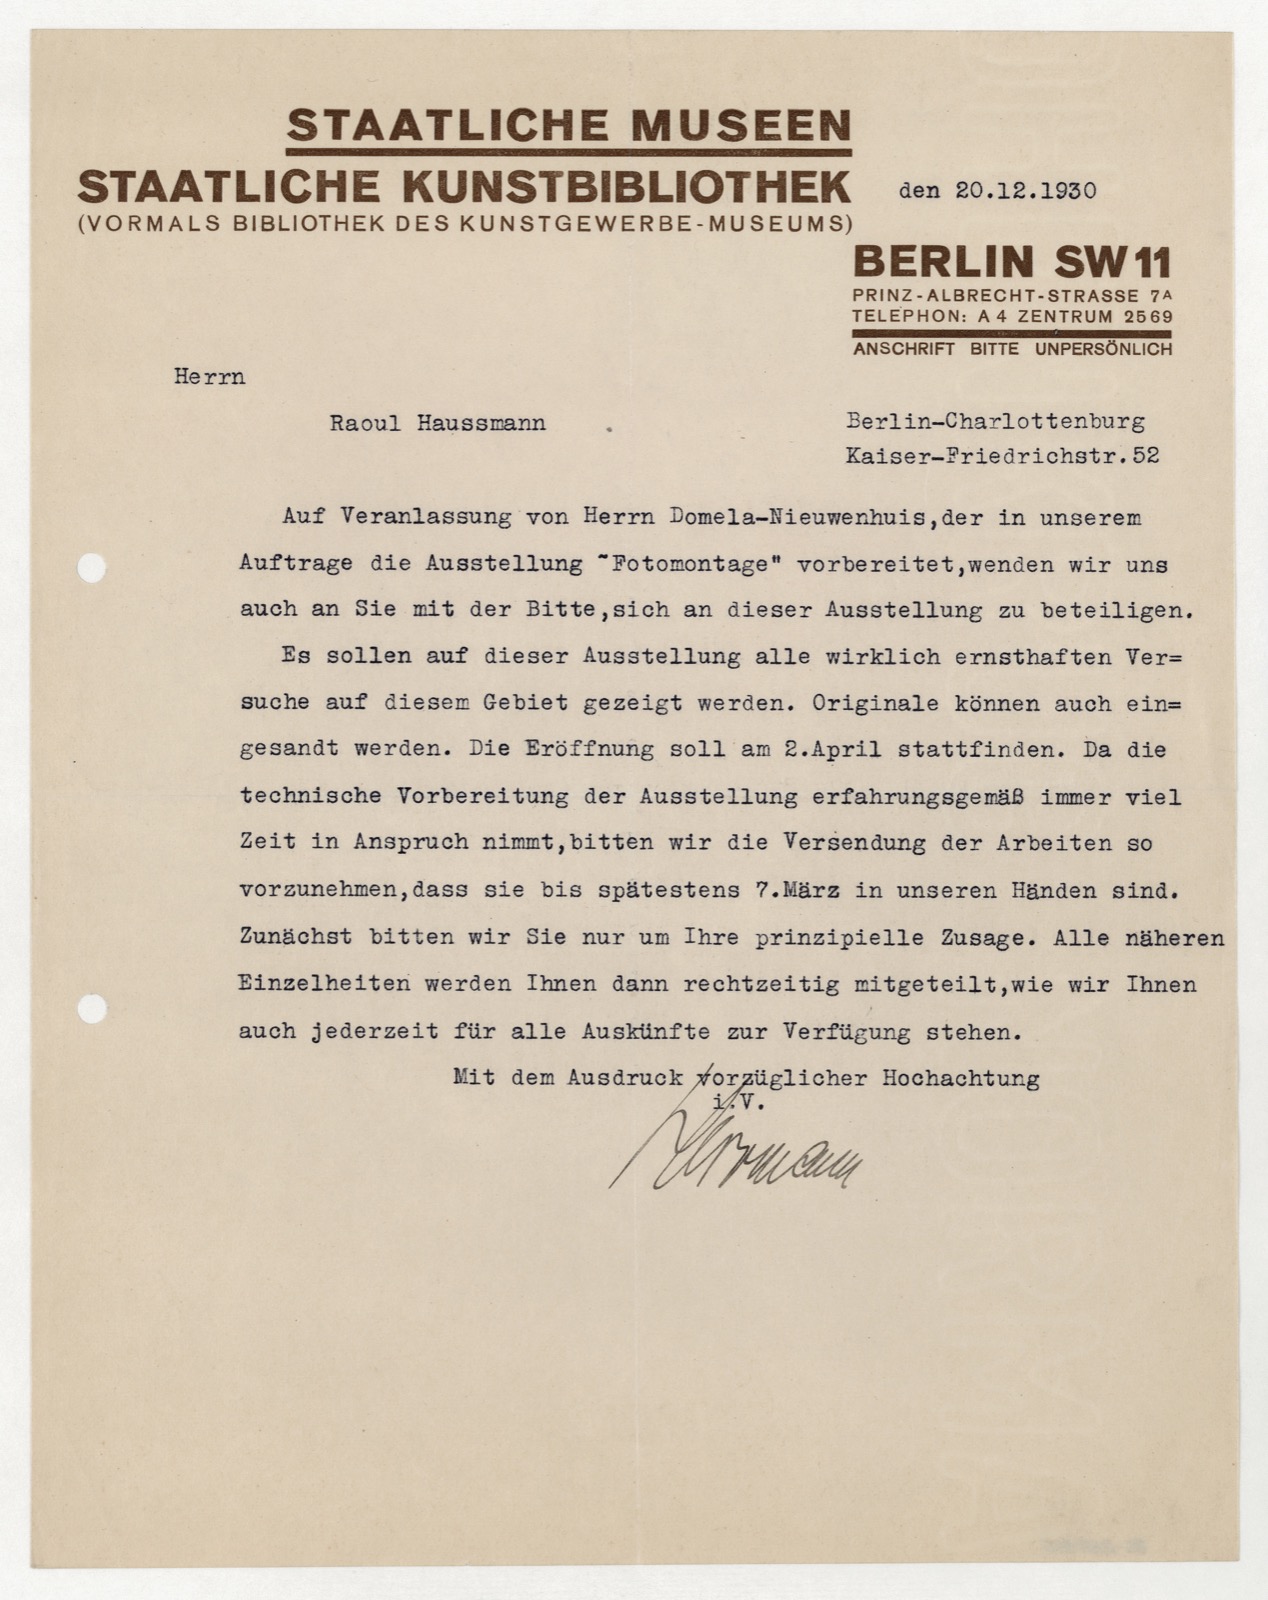 STAATLICHE MUSEEN
STAATLICHE KUNSTBIBLIOTHEK
(VORMALS BIBLIOTHEK DES KUNSTGEWERBE-MUSEUMS)
den 20.12.1930
BERLIN SW 11
PRINZ-ALBRECHT-STRASSE 7A
TELEPHON: A 4 ZENTRUM 2569
ANSCHRIFT BITTE UNPERSÖNLICH
Herrn
Raoul Haussmann
Berlin-Charlottenburg
Kaiser-Friedrichstr.52
Auf Veranlassung von Herrn Domela-Nieuwenhuis,der in unserem
Auftrage die Ausstellung "Fotomontage" vorbereitet,wenden wir uns
auch an Sie mit der Bitte,sich an dieser Ausstellung zu beteiligen.
Es sollen auf dieser Ausstellung alle wirklich ernsthaften Ver=
suche auf diesem Gebiet gezeigt werden. Originale können auch ein=
gesandt werden. Die Eröffnung soll am 2.April stattfinden. Da die
technische Vorbereitung der Ausstellung erfahrungsgemäß immer viel
Zeit in Anspruch nimmt,bitten wir die Versendung der Arbeiten so
vorzunehmen,dass sie bis spätestens 7.März in unseren Händen sind.
Zunächst bitten wir Sie nur um Ihre prinzipielle Zusage. Alle näheren
Einzelheiten werden Ihnen dann rechtzeitig mitgeteilt,wie wir Ihnen
auch jederzeit für alle Auskünfte zur Verfügung stehen.
Mit dem Ausdruck vorzüglicher Hochachtung
i.V.